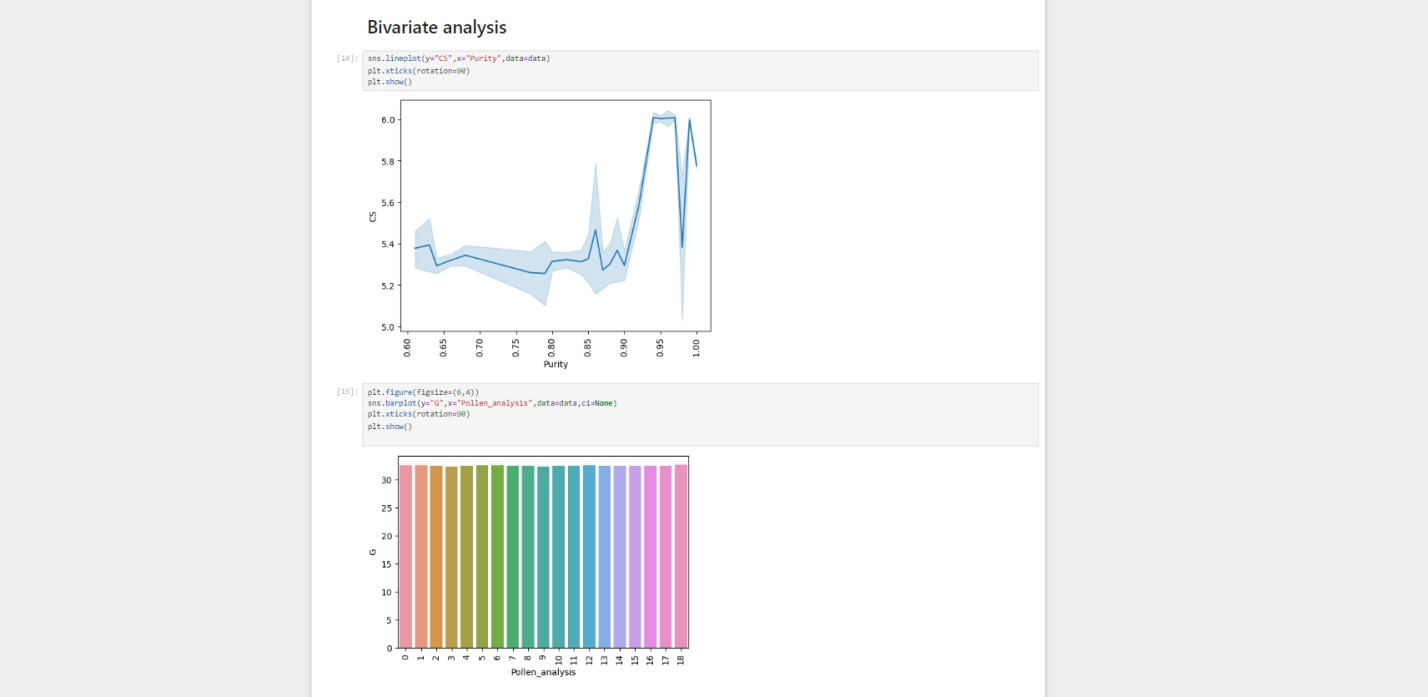 Bivariate analysis
[14]:
sns.lineplot(y="CS",x="Purity",data=data)
plt.xticks(rotation=90)
plt.show()
6.0
5.8
5.6
5.4
5.2
5.0
CS
0.60 0.65 0.70 0.75 0.80 0.85 0.90 0.95 1.00
Purity
[15]:
plt.figure(figsize=(6,4))
sns.barplot(y="G",x="Pollen_analysis",data=data,ci=None)
plt.xticks(rotation=90)
plt.show()
30
25
20
15
10
5
0
G
0 1 2 3 4 5 6 7 8 9 10 11 12 13 14 15 16 17 18
Pollen_analysis